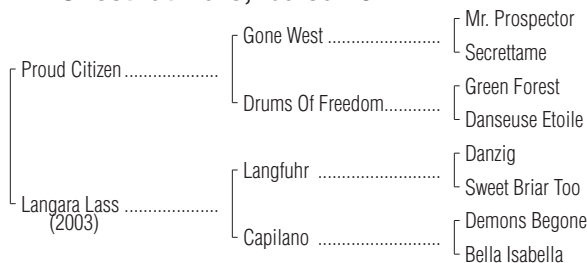 Mr. Prospector
Gone West
Secrettame
Proud Citizen
Green Forest
Drums Of Freedom
Danseuse Etoile
Danzig
Langfuhr
Sweet Briar Too
Langara Lass
(2003)
Demons Begone
Capilano
Bella Isabella